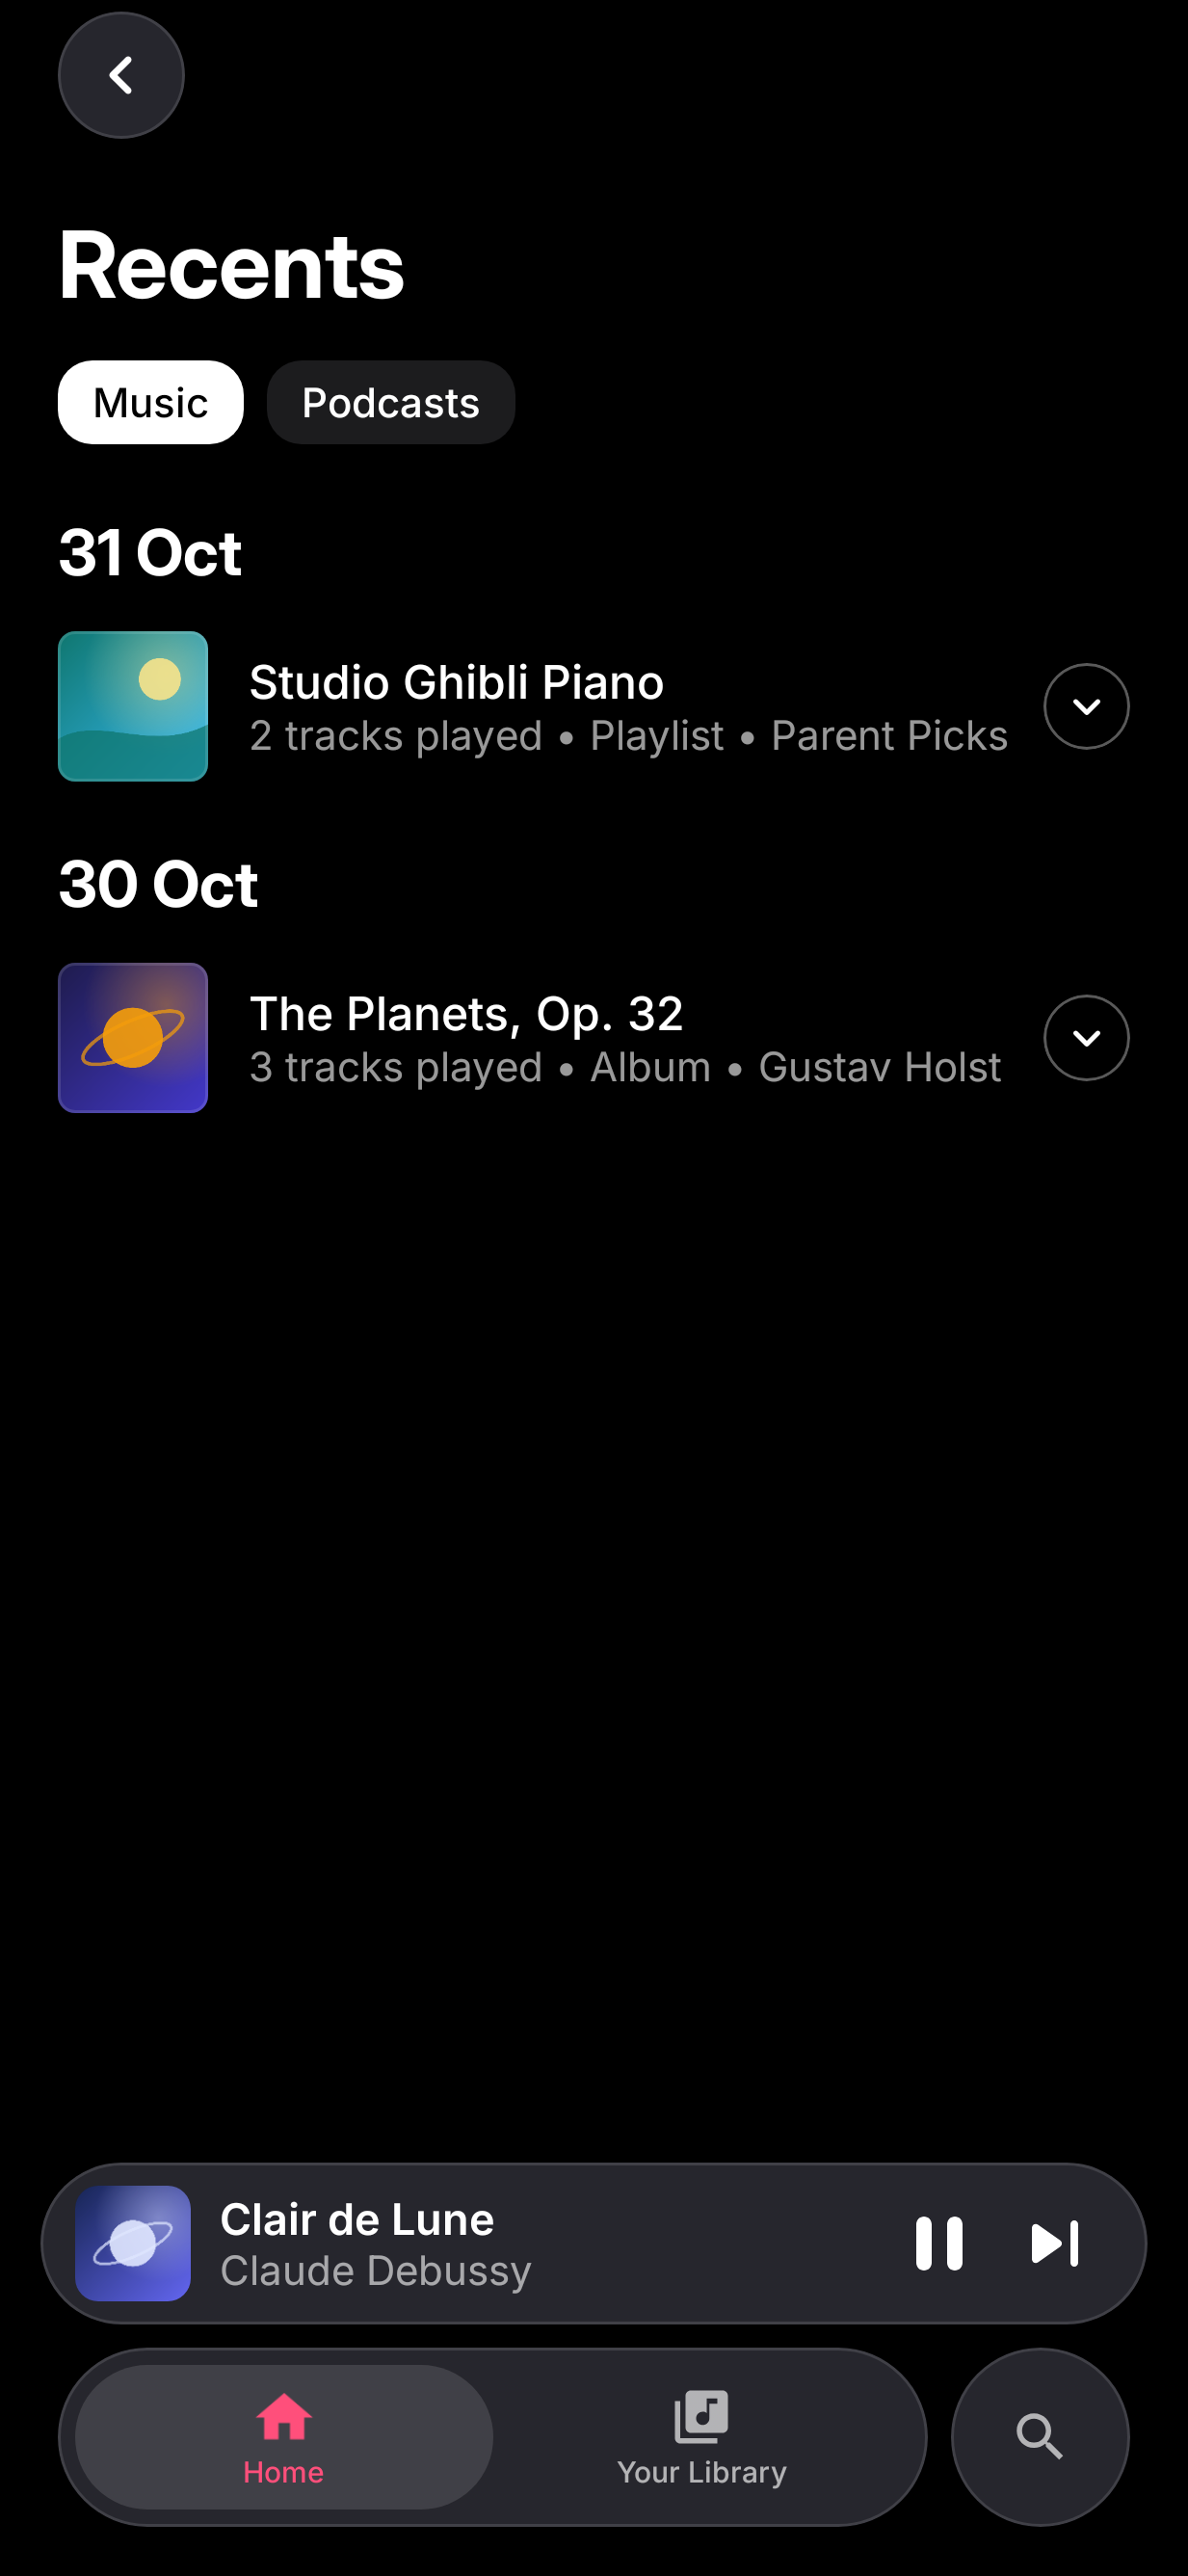 Recents
Music
Podcasts
31 Oct
Studio Ghibli Piano
2 tracks played • Playlist • Parent Picks
30 Oct
The Planets, Op. 32
3 tracks played • Album • Gustav Holst
Clair de Lune
Claude Debussy
Home
Your Library